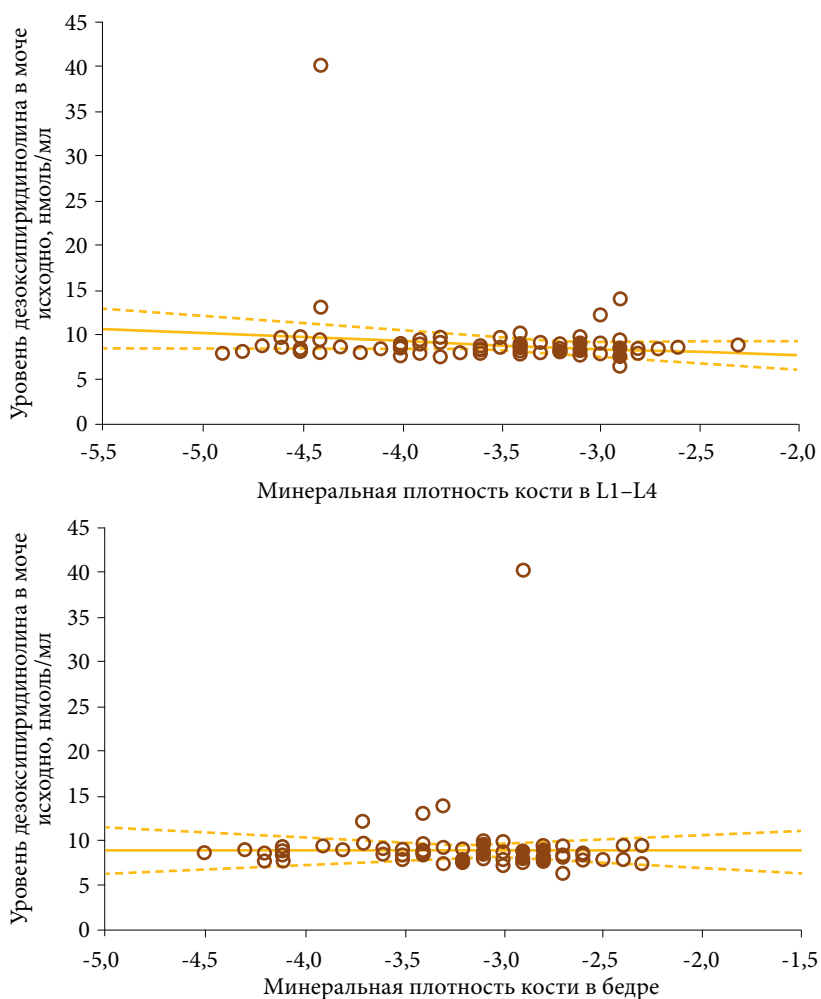 Уровень дезоксипиридинолина в моче
исходно, нмоль/мл
45
40
35
30
25
20
15
10
5
0
-5,5 -5,0 -4,5 -4,0 -3,5 -3,0 -2,5 -2,0
Минеральная плотность кости в L1–L4
Уровень дезоксипиридинолина в моче
исходно, нмоль/мл
45
40
35
30
25
20
15
10
5
0
-5,0 -4,5 -4,0 -3,5 -3,0 -2,5 -2,0 -1,5
Минеральная плотность кости в бедре